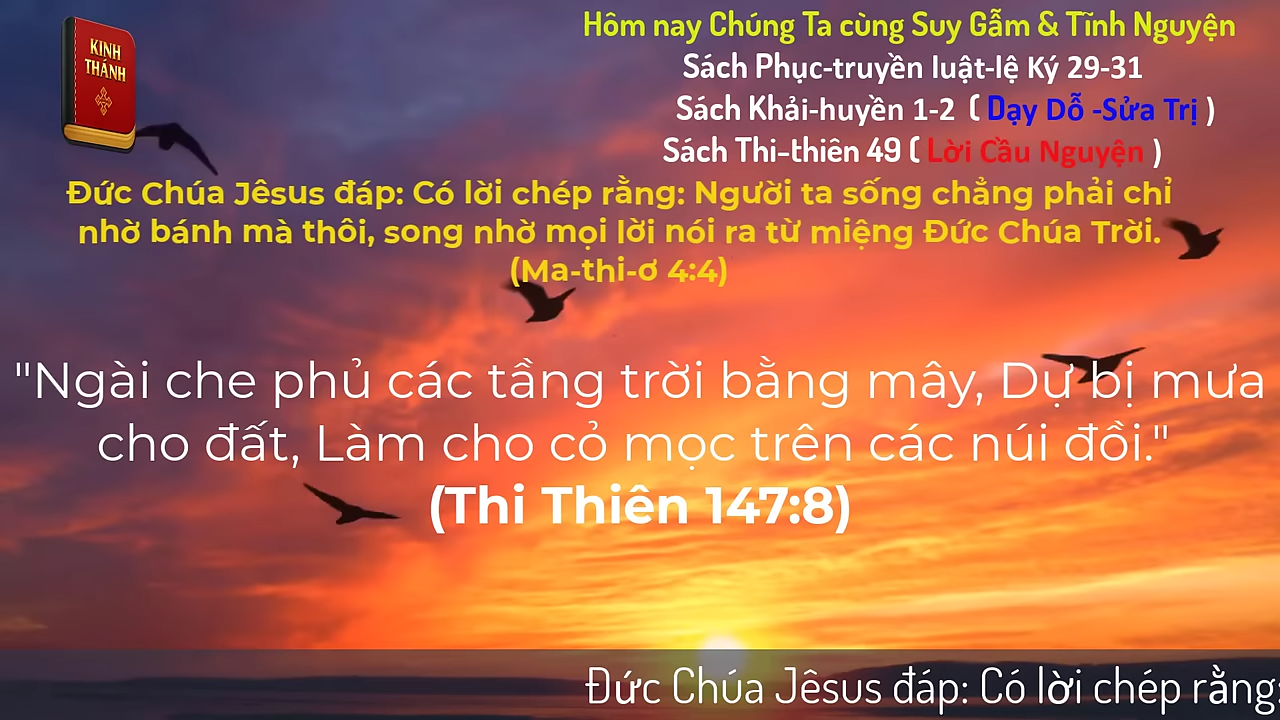 KINH
THÁNH
Hôm nay Chúng Ta cùng Suy Gẫm & Tĩnh Nguyện
Sách Phục-truyền luật-lệ Ký 29-31
Sách Khải-huyền 1-2 ( Dạy Dỗ -Sửa Trị )
Sách Thi-thiên 49 ( Lời Cầu Nguyện )
Đức Chúa Jêsus đáp: Có lời chép rằng: Người ta sống chẳng phải chỉ
nhờ bánh mà thôi, song nhờ mọi lời nói ra từ miệng Đức Chúa Trời.
(Ma-thi-ơ 4:4)
"Ngài che phủ các tầng trời bằng mây, Dự bị mưa
cho đất, Làm cho cỏ mọc trên các núi đồi."
(Thi Thiên 147:8)
Đức Chúa Jêsus đáp: Có lời chép rằng: